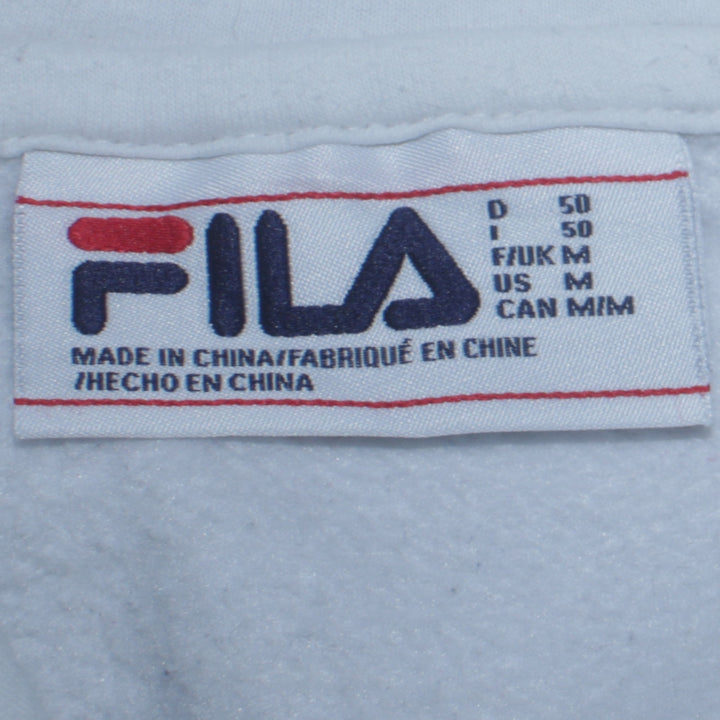 FILA
D 50
I 50
F/UK M
US M
CAN M/M
MADE IN CHINA/FABRIQUÉ EN CHINE
/HECHO EN CHINA